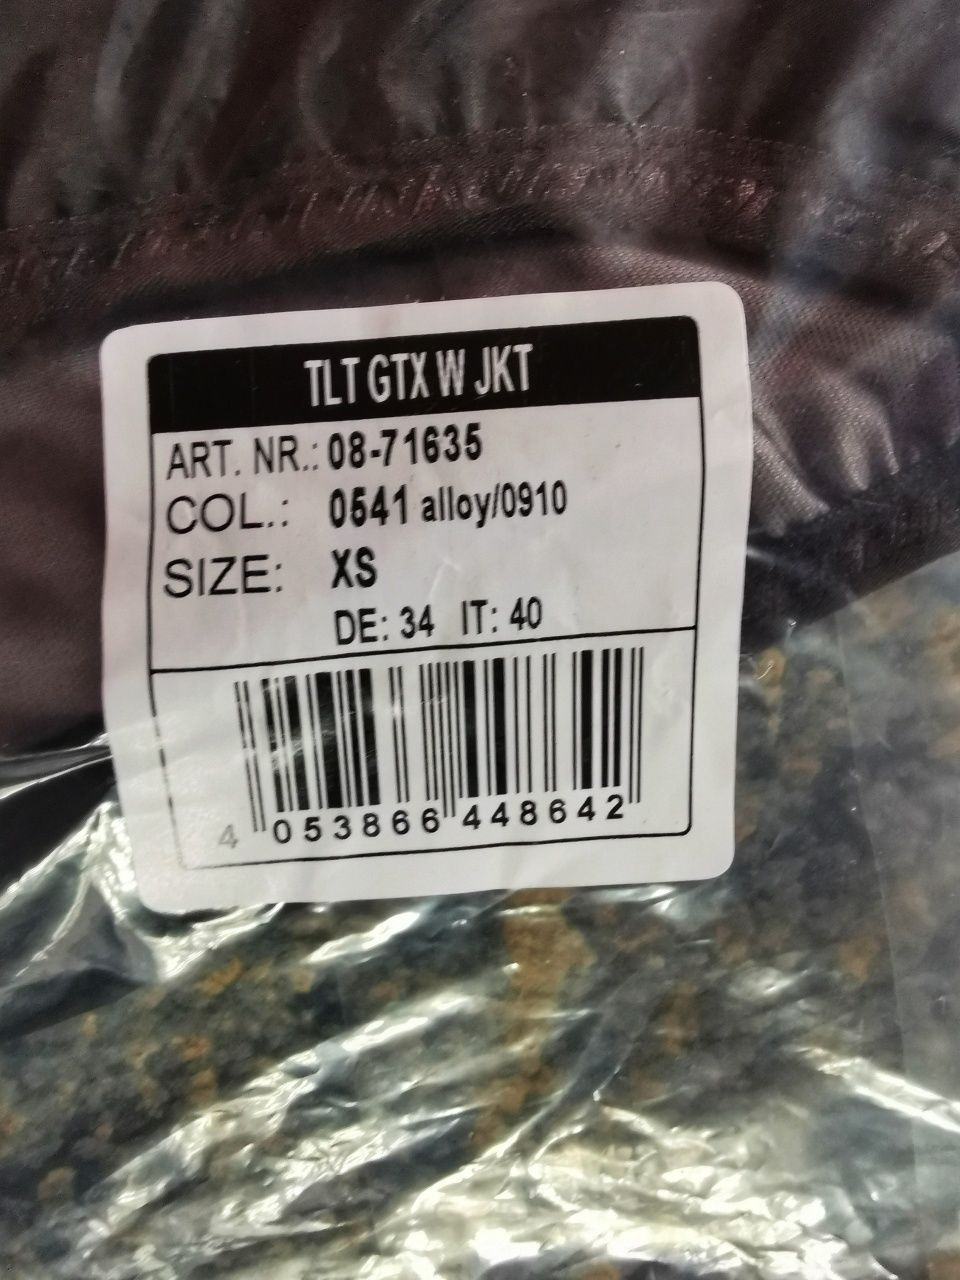 TLT GTX W JKT
ART. NR.: 08-71635
COL.: 0541 alloy/0910
SIZE: XS
DE: 34 IT: 40
4 053866 448642